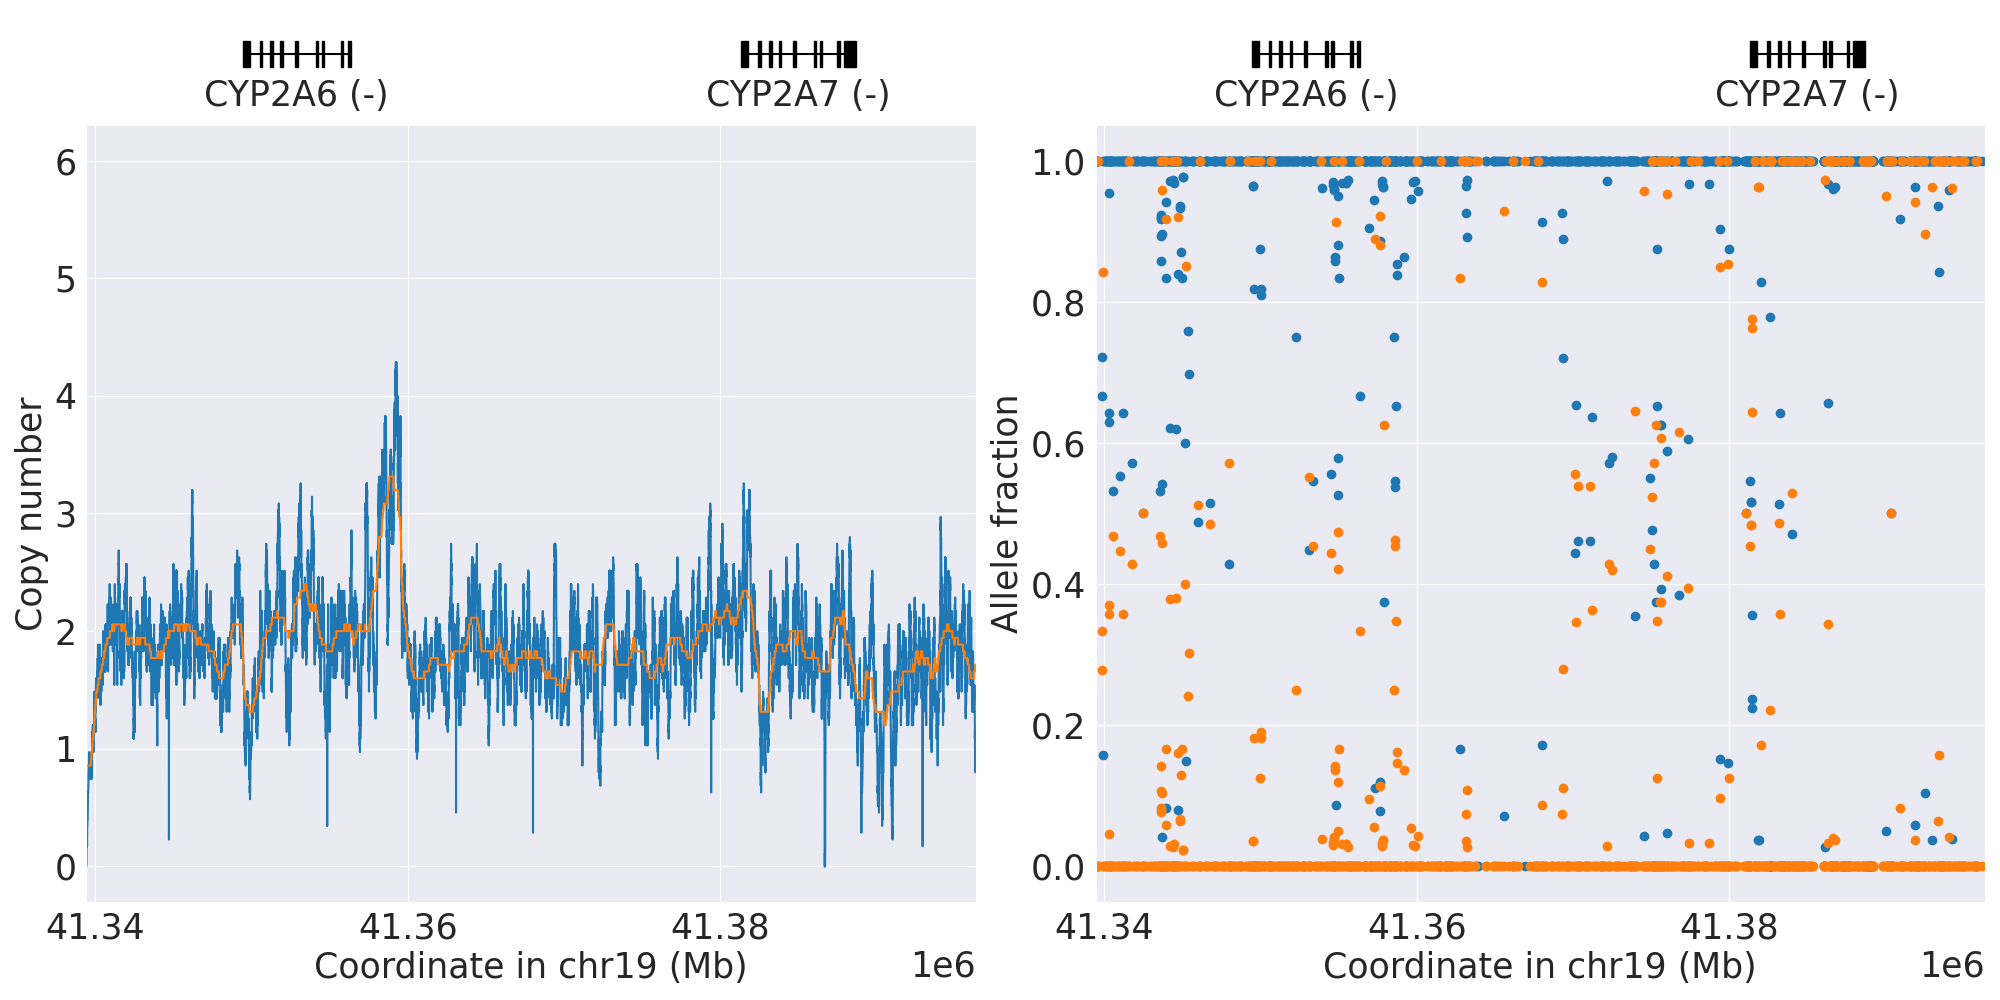 CYP2A6 (-)
CYP2A7 (-)
6
5
4
3
2
1
0
Copy number
41.34
41.36
41.38
Coordinate in chr19 (Mb)
1e6
CYP2A6 (-)
CYP2A7 (-)
1.0
0.8
0.6
0.4
0.2
0.0
Allele fraction
41.34
41.36
41.38
Coordinate in chr19 (Mb)
1e6